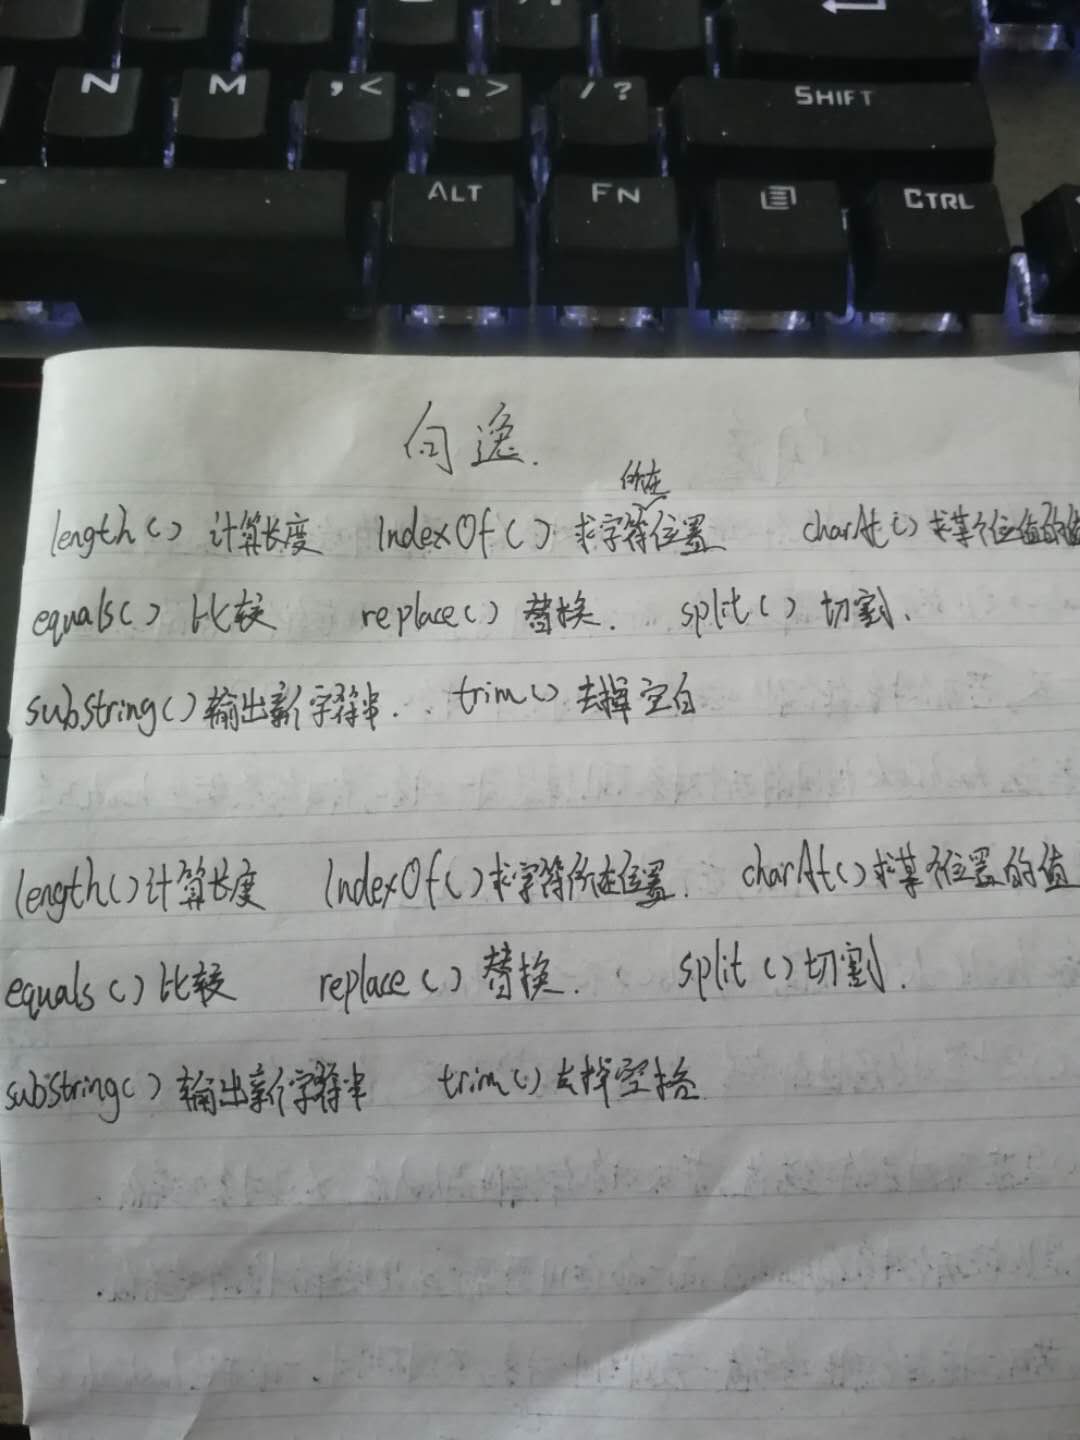 N M , < . > / ? SHIFT
ALT FN CTRL
向逸.
所在
length() 计算长度 IndexOf() 求字符位置 charAt() 求某个位值的值
equals() 比较 replace() 替换. split() 切割.
substring() 输出新字符串. trim() 去掉空白
length() 计算长度 IndexOf() 求字符所在位置. charAt() 求某个位置的值
equals() 比较 replace() 替换. split() 切割.
substring() 输出新字符串 trim() 去掉空格